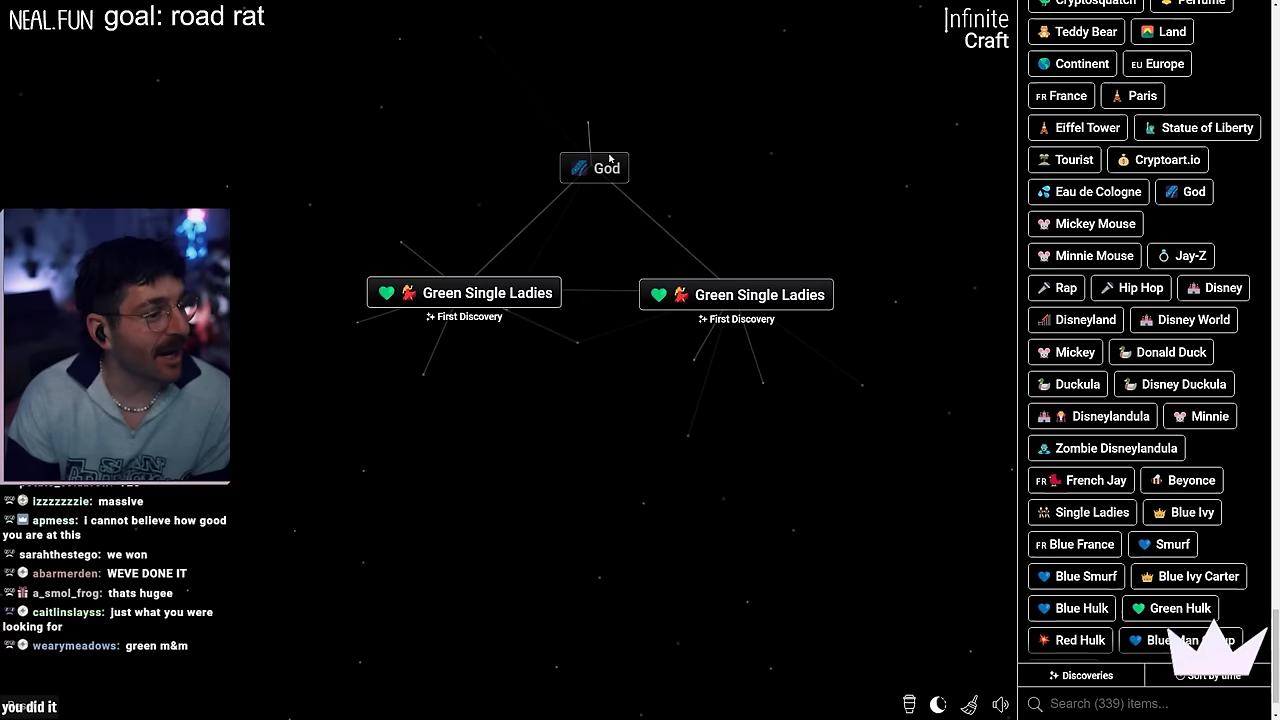 NEAL.FUN goal: road rat
Infinite
Craft
God
Green Single Ladies
First Discovery
Green Single Ladies
First Discovery
izzzzzzzie: massive
apmess: i cannot believe how good
you are at this
sarahthestego: we won
abarmerden: WEVE DONE IT
a_smol_frog: thats hugee
caitlinslayss: just what you were
looking for
wearymeadows: green m&m
you did it
Cryptosquatch Perfume
Teddy Bear Land
Continent EU Europe
FR France Paris
Eiffel Tower Statue of Liberty
Tourist Cryptoart.io
Eau de Cologne God
Mickey Mouse
Minnie Mouse Jay-Z
Rap Hip Hop Disney
Disneyland Disney World
Mickey Donald Duck
Duckula Disney Duckula
Disneylandula Minnie
Zombie Disneylandula
FR French Jay Beyonce
Single Ladies Blue Ivy
FR Blue France Smurf
Blue Smurf Blue Ivy Carter
Blue Hulk Green Hulk
Red Hulk
Discoveries Sort by time
Search (339) items...